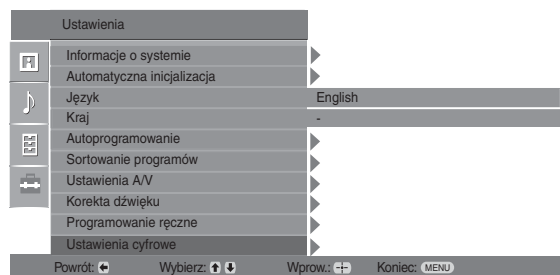 Ustawienia
Informacje o systemie
Automatyczna inicjalizacja
Język English
Kraj -
Autoprogramowanie
Sortowanie programów
Ustawienia A/V
Korekta dźwięku
Programowanie ręczne
Ustawienia cyfrowe
Powrót: Wybierz: Wprow.: Koniec: MENU